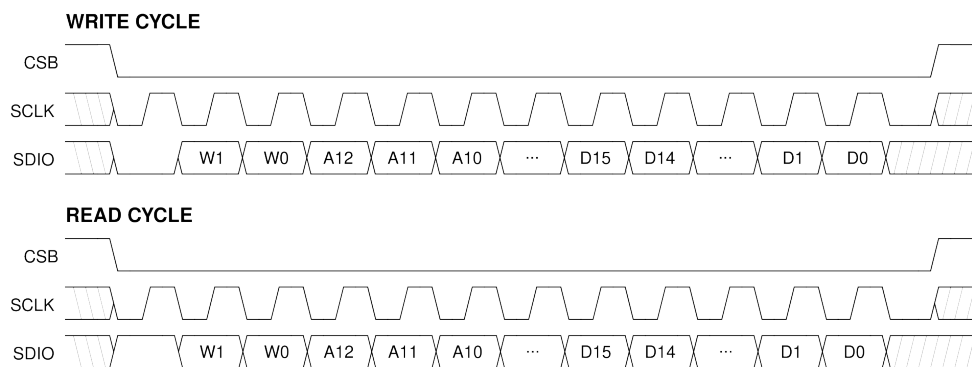 WRITE CYCLE
CSB
SCLK
SDIO W1 W0 A12 A11 A10 ... D15 D14 ... D1 D0
READ CYCLE
CSB
SCLK
SDIO W1 W0 A12 A11 A10 ... D15 D14 ... D1 D0